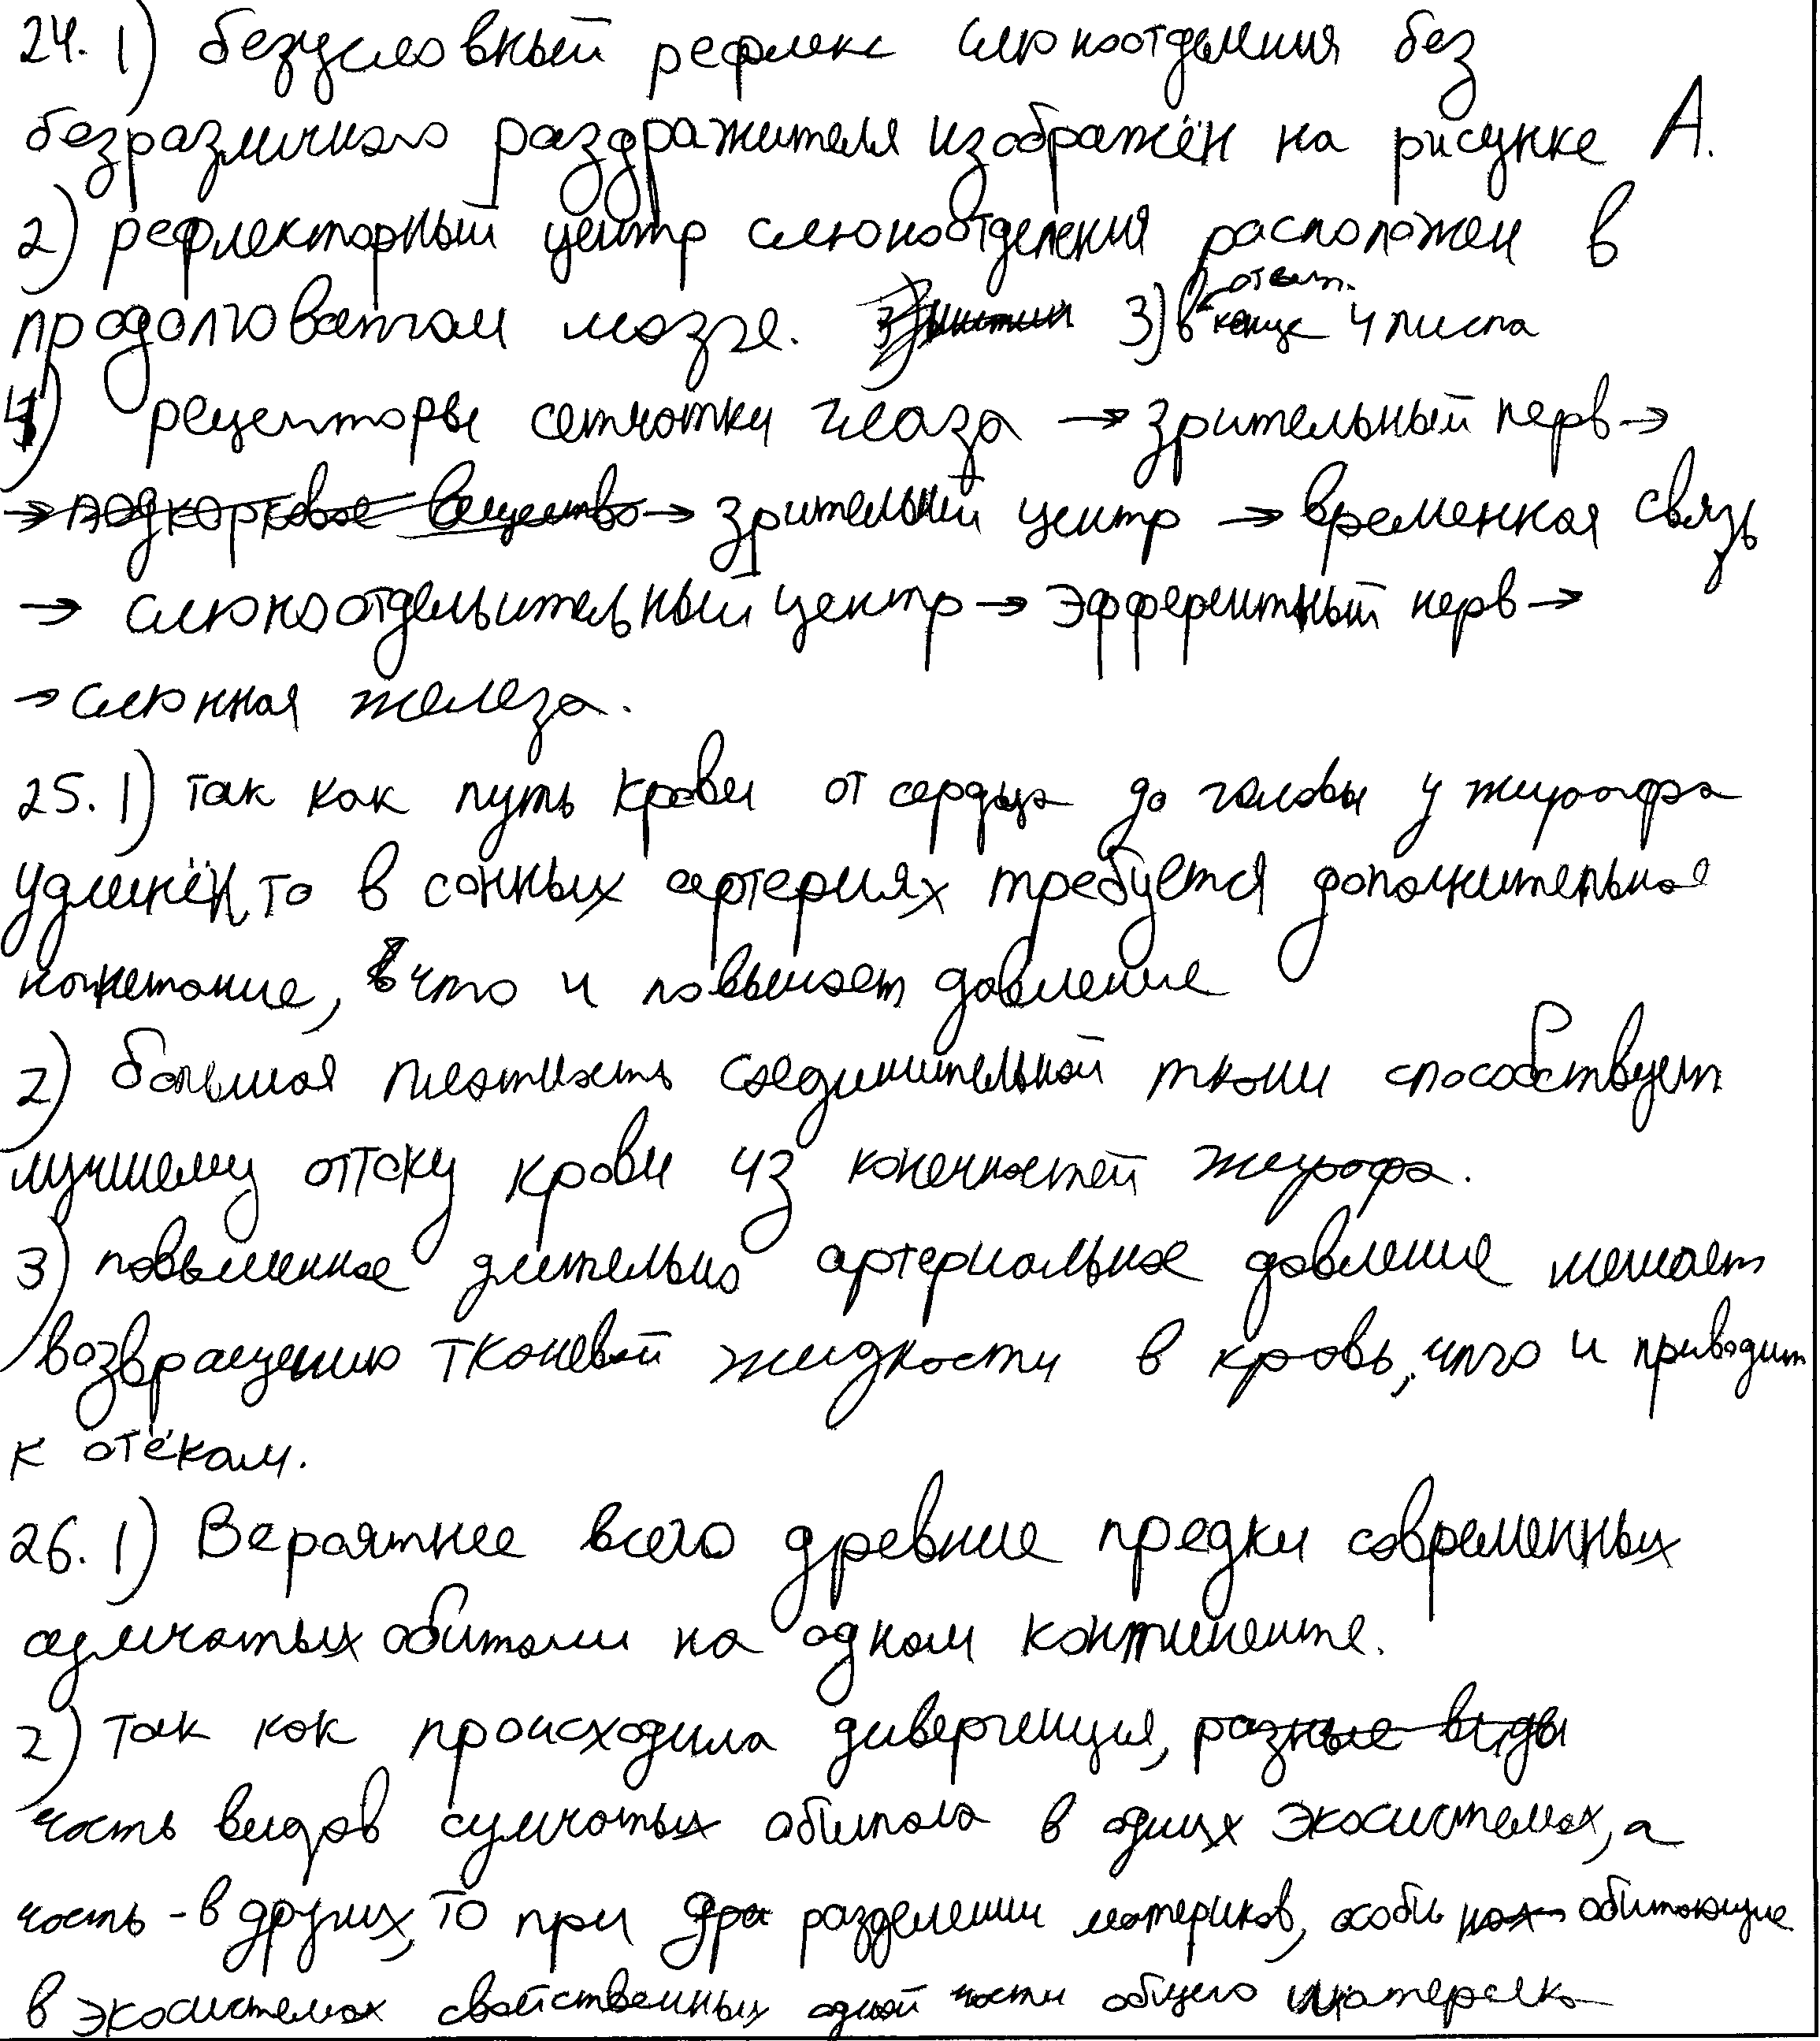 24. 1) безусловный рефлекс слюноотделения без
безразличного раздражителя изображён на рисунке А.
2) рефлекторный центр слюноотделения расположен в
продолговатом мозге. 3) ответ в конце 4 листа
4) рецепторы сетчатки глаза → зрительный нерв →
→ подкорковое вещество → зрительный центр → временная связь
→ слюноотделительный центр → эфферентный нерв →
→ слюнная железа.
25. 1) так как путь крови от сердца до головы у жирафа
удлинён, то в сонных артериях требуется дополнительное
нагнетание, что и повышает давление
2) большая плотность соединительной ткани способствует
лучшему оттоку крови из конечностей жирафа.
3) повышенное длительно артериальное давление мешает
возвращению тканевой жидкости в кровь, что и приводит
к отёкам.
26. 1) Вероятнее всего древние предки современных
сумчатых обитали на одном континенте.
2) так как происходила дивергенция, разные виды
часть видов сумчатых обитала в одних экосистемах, а
часть - в других, то при разделении материков, особи обитающие
в экосистемах свойственных одной части общего материка